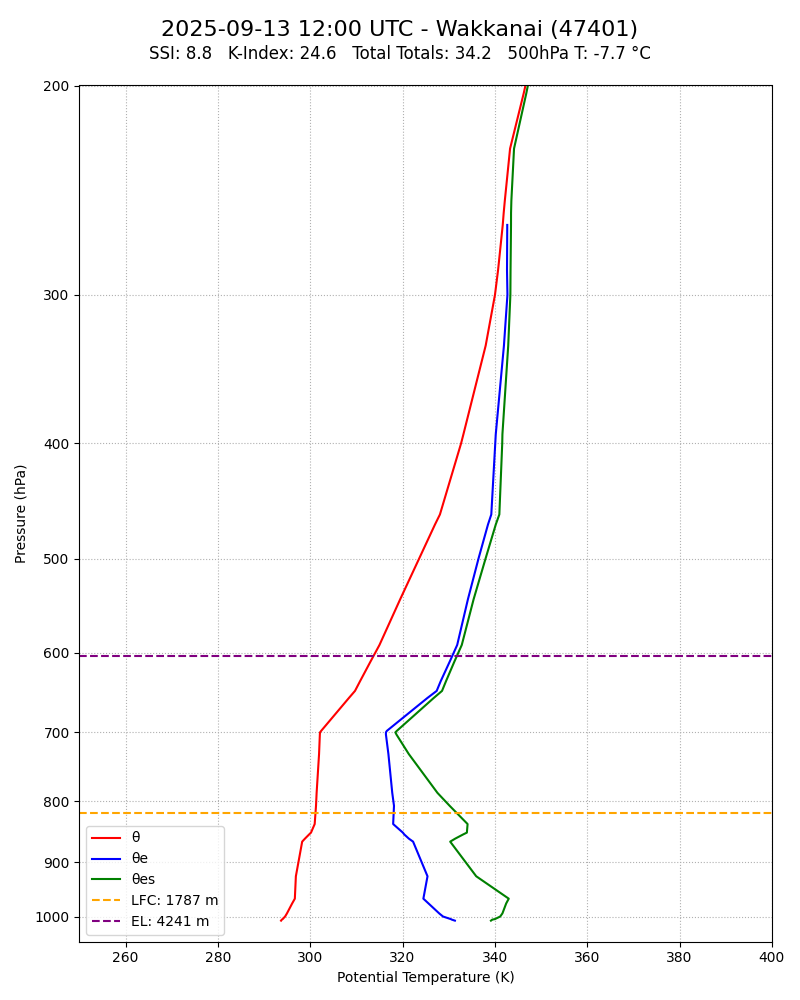 2025-09-13 12:00 UTC - Wakkanai (47401)
SSI: 8.8   K-Index: 24.6   Total Totals: 34.2   500hPa T: -7.7 °C
200
300
400
500
600
700
800
900
1000
Pressure (hPa)
θ
θe
θes
LFC: 1787 m
EL: 4241 m
260 280 300 320 340 360 380 400
Potential Temperature (K)